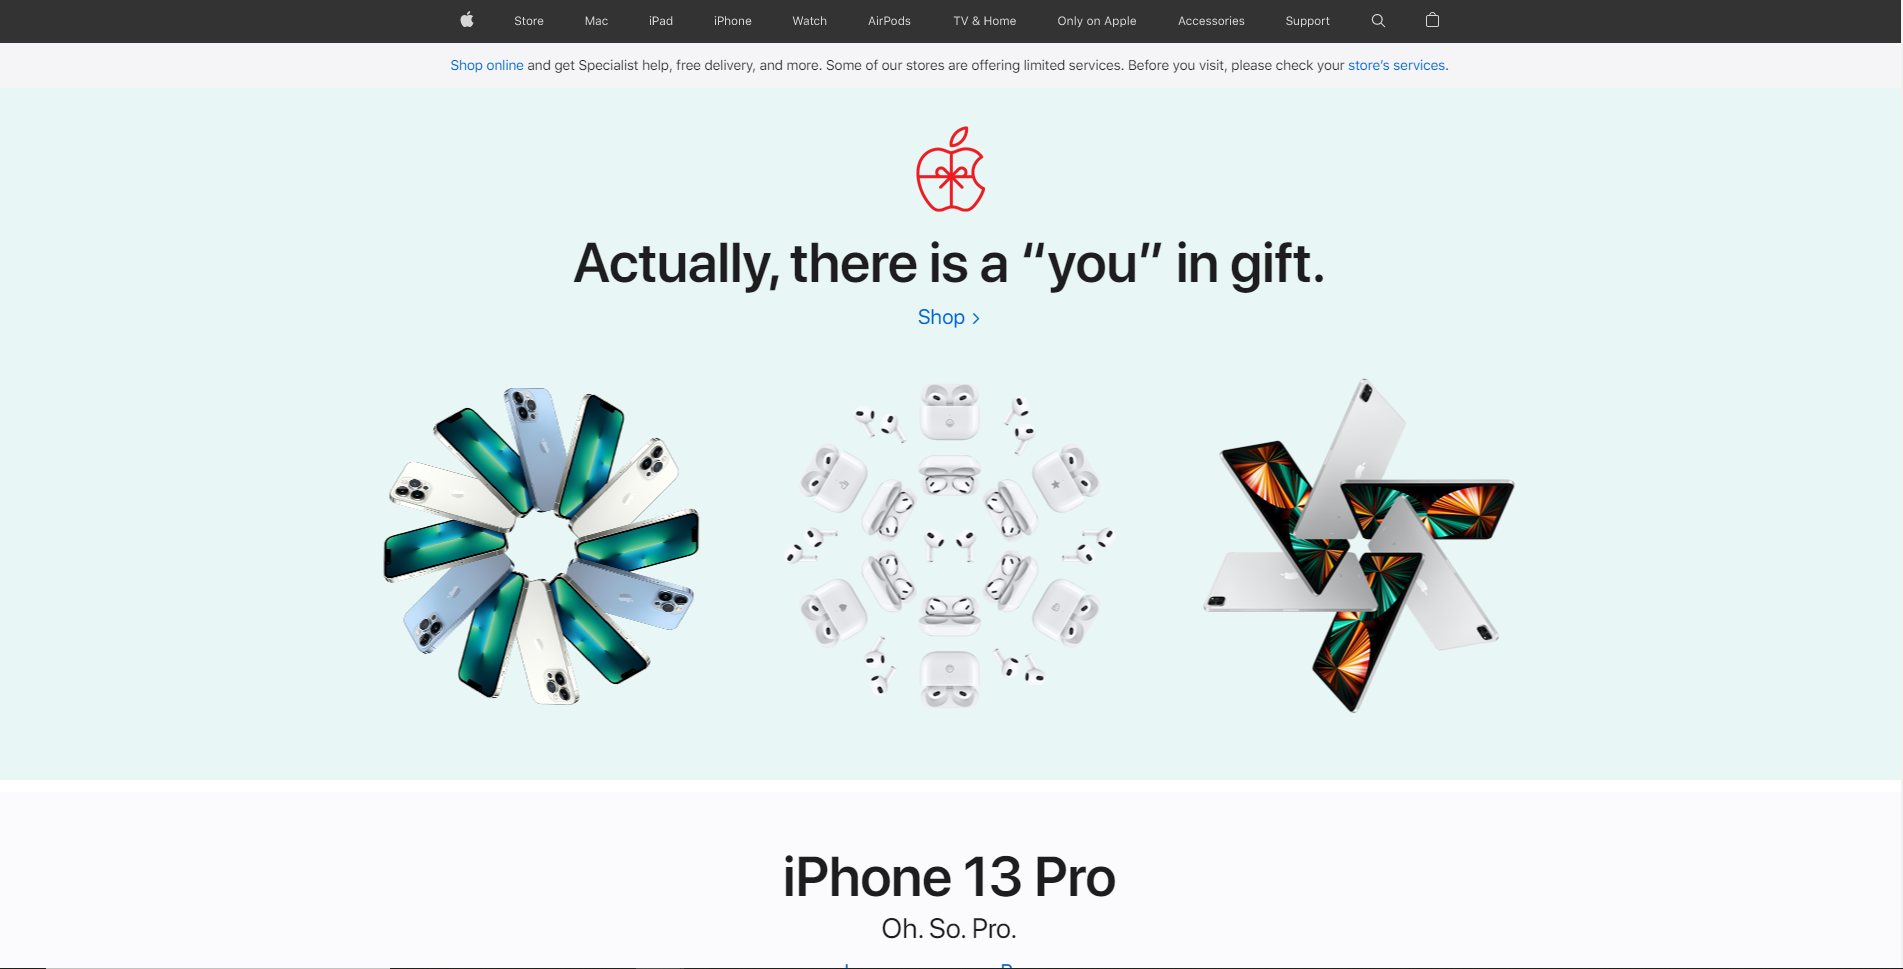 Store Mac iPad iPhone Watch AirPods TV & Home Only on Apple Accessories Support
Shop online and get Specialist help, free delivery, and more. Some of our stores are offering limited services. Before you visit, please check your store's services.
Actually, there is a “you” in gift.
Shop >
iPhone 13 Pro
Oh. So. Pro.